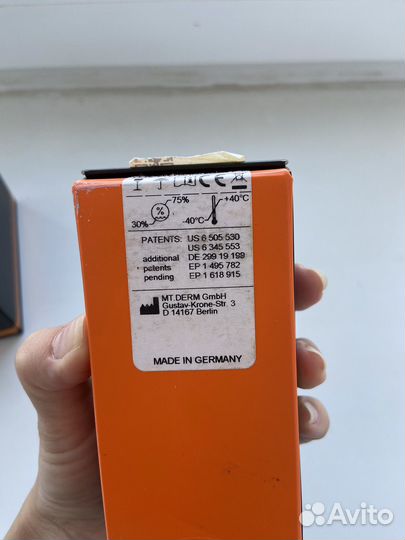 CE
75%
+40°C
30%
-40°C
PATENTS: US 6 505 530
US 6 345 553
additional DE 299 19 199
patents EP 1 495 782
pending EP 1 618 915
MT.DERM GmbH
Gustav-Krone-Str. 3
D 14167 Berlin
MADE IN GERMANY
Avito